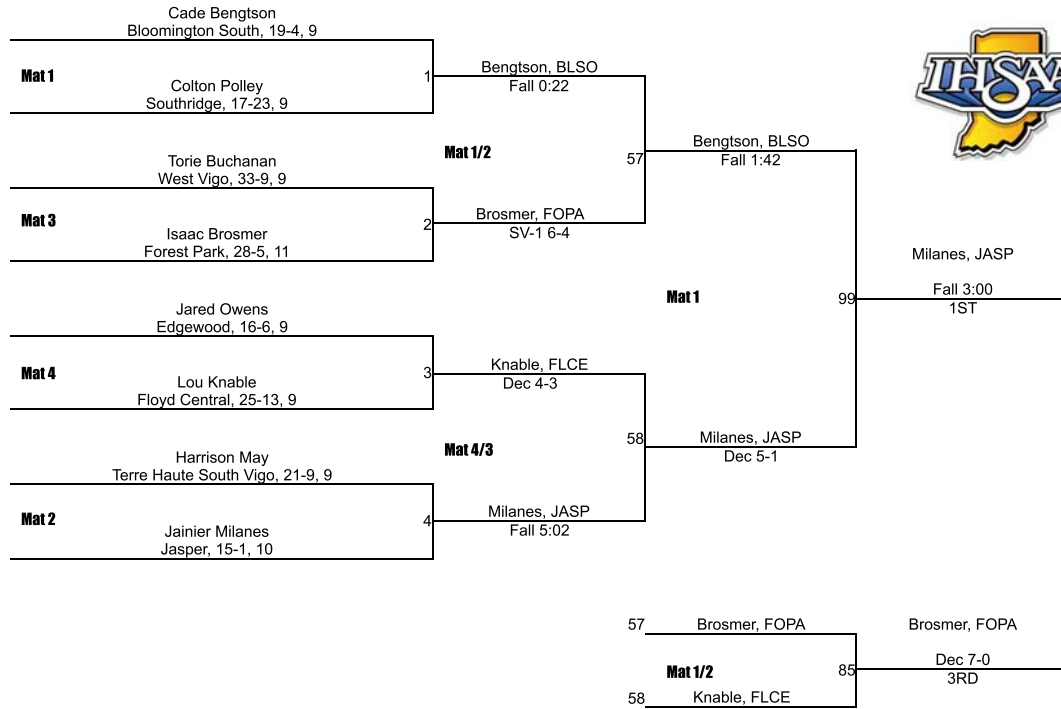 Cade Bengtson
Bloomington South, 19-4, 9
Mat 1
1
Colton Polley
Southridge, 17-23, 9
Bengtson, BLSO
Fall 0:22
Mat 1/2
57
Torie Buchanan
West Vigo, 33-9, 9
Mat 3
2
Isaac Brosmer
Forest Park, 28-5, 11
Brosmer, FOPA
SV-1 6-4
Bengtson, BLSO
Fall 1:42
IHSAA
Mat 1
99
Milanes, JASP
Fall 3:00
1ST
Jared Owens
Edgewood, 16-6, 9
Mat 4
3
Lou Knable
Floyd Central, 25-13, 9
Knable, FLCE
Dec 4-3
Mat 4/3
58
Milanes, JASP
Dec 5-1
Harrison May
Terre Haute South Vigo, 21-9, 9
Mat 2
4
Jainier Milanes
Jasper, 15-1, 10
Milanes, JASP
Fall 5:02
57
Brosmer, FOPA
Mat 1/2
85
58
Knable, FLCE
Brosmer, FOPA
Dec 7-0
3RD